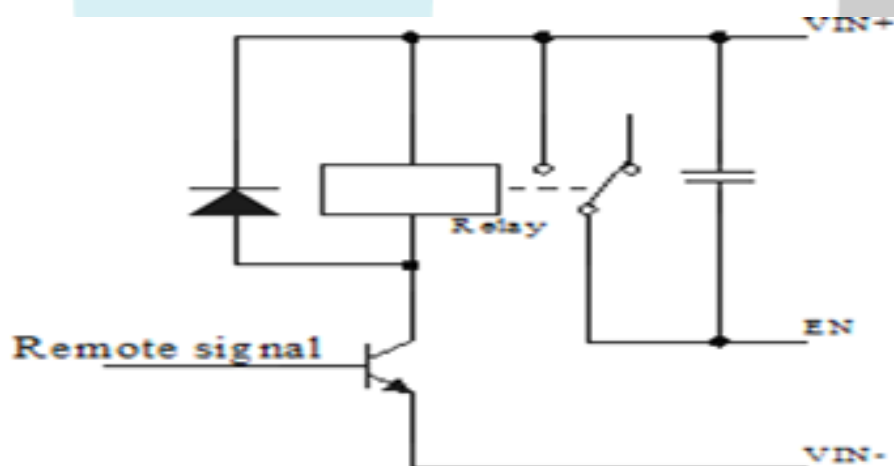 VIN+
Relay
EN
Remote signal
VIN-